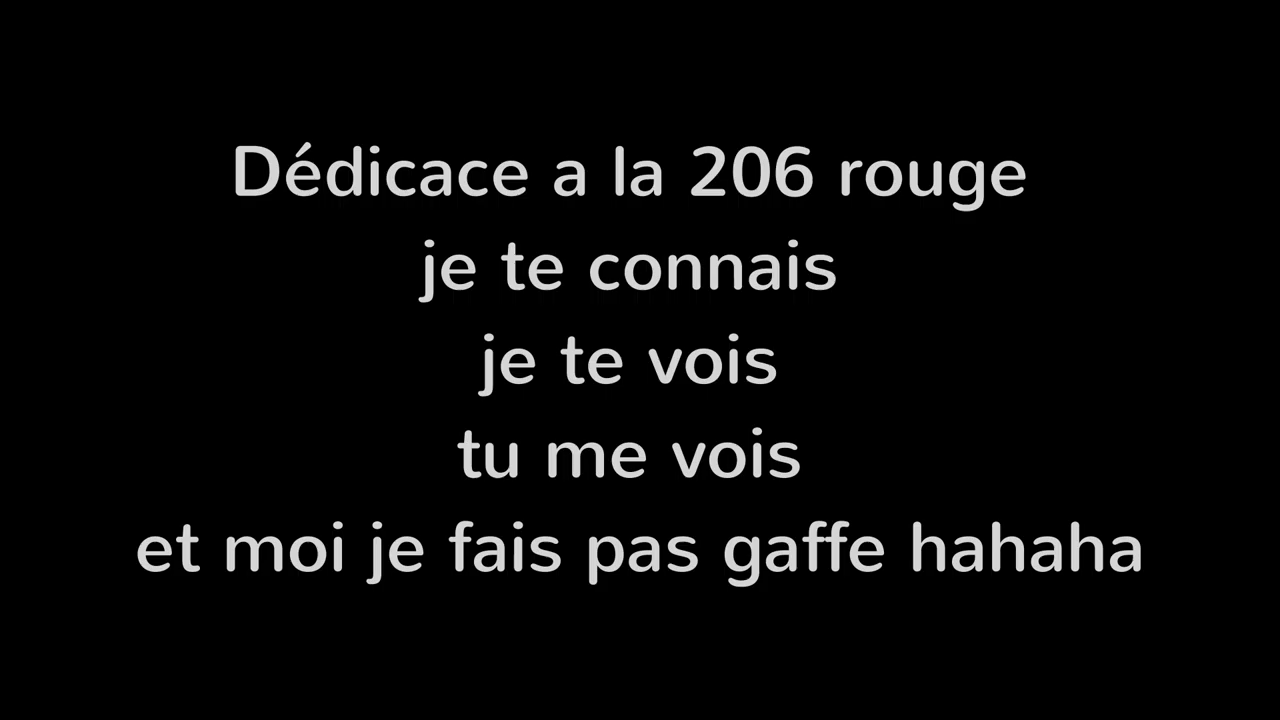 Dédicace a la 206 rouge
je te connais
je te vois
tu me vois
et moi je fais pas gaffe hahaha